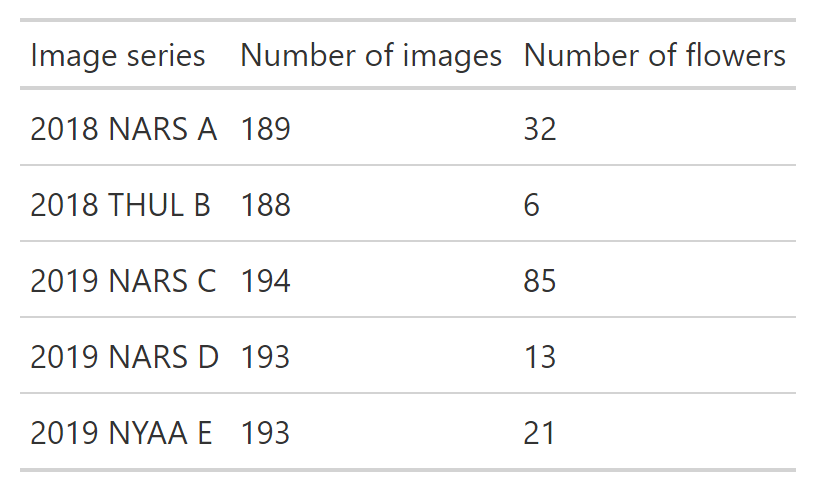 Image series Number of images Number of flowers
2018 NARS A 189 32
2018 THUL B 188 6
2019 NARS C 194 85
2019 NARS D 193 13
2019 NYAA E 193 21